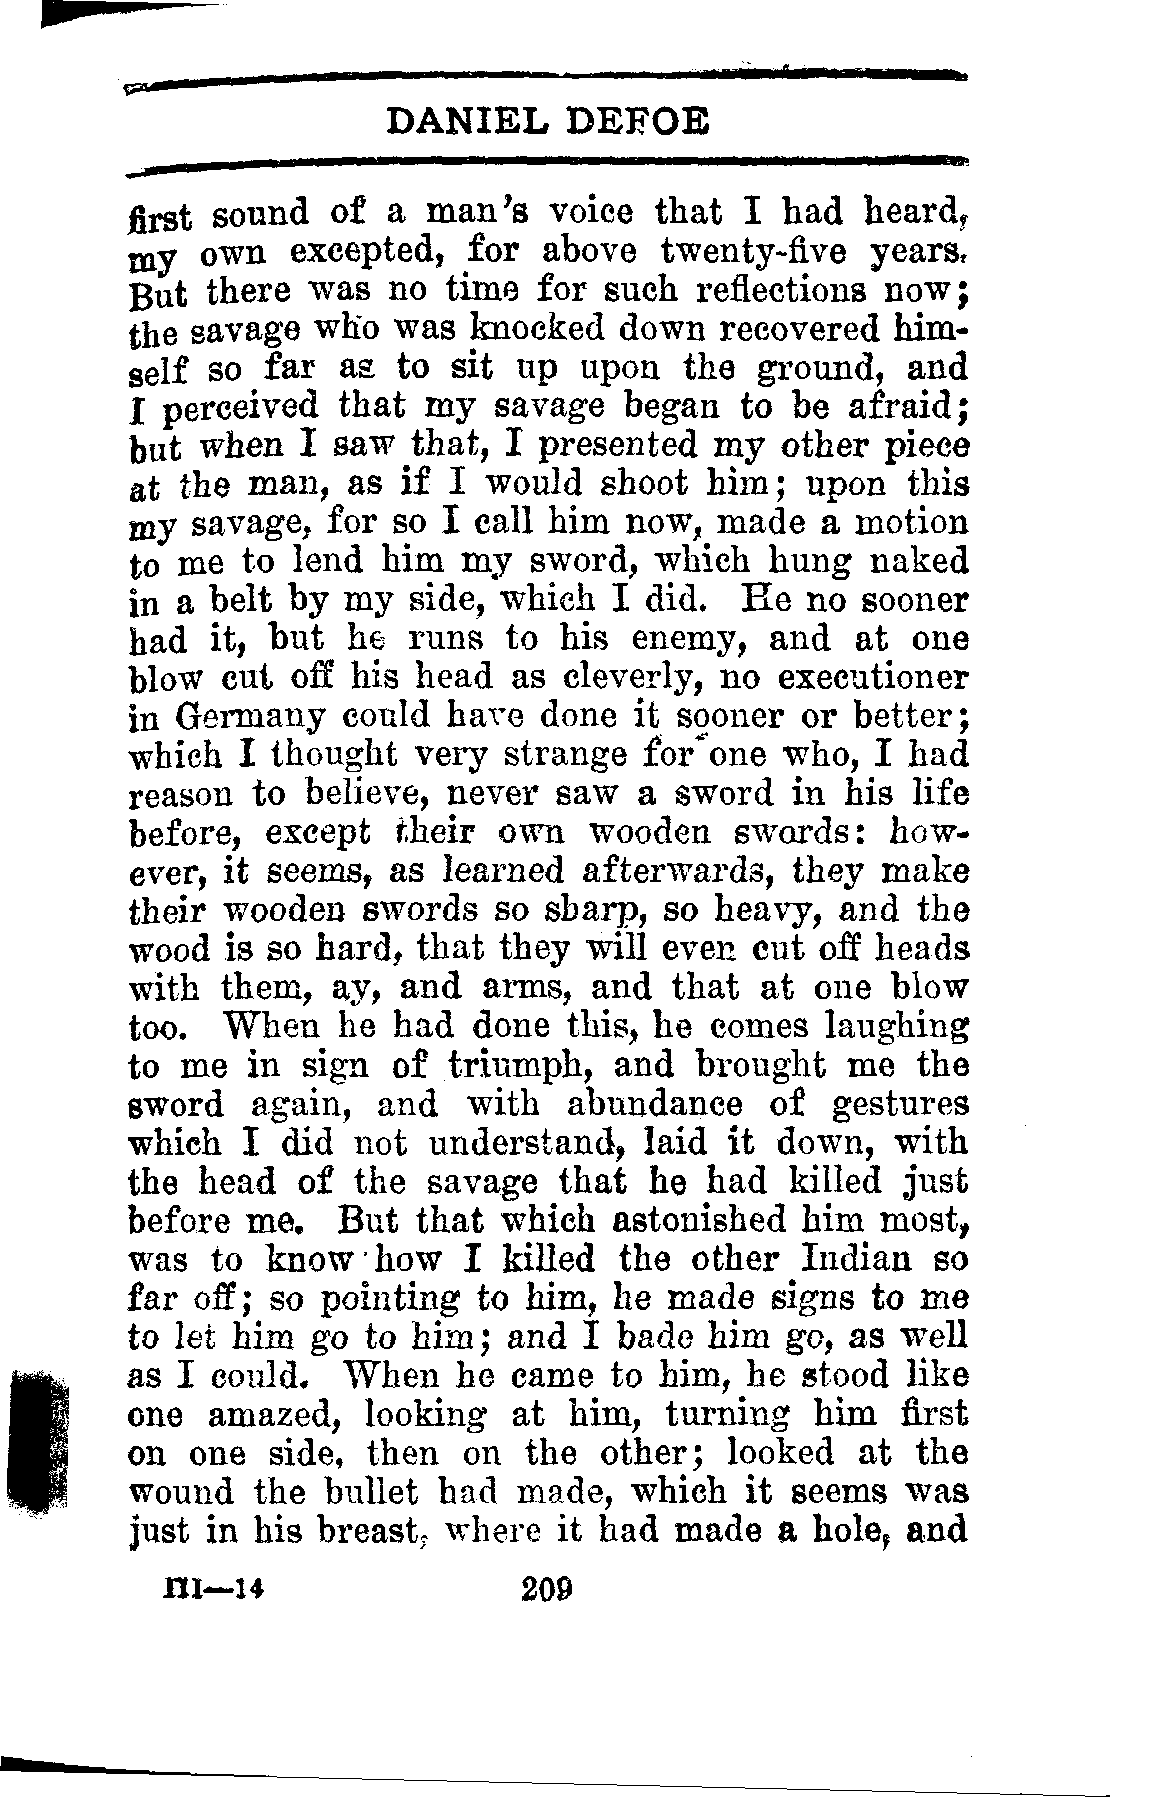 DANIEL DEFOE
first sound of a man's voice that I had heard,
my own excepted, for above twenty-five years.
But there was no time for such reflections now;
the savage who was knocked down recovered him-
self so far as to sit up upon the ground, and
I perceived that my savage began to be afraid;
but when I saw that, I presented my other piece
at the man, as if I would shoot him; upon this
my savage, for so I call him now, made a motion
to me to lend him my sword, which hung naked
in a belt by my side, which I did. He no sooner
had it, but he runs to his enemy, and at one
blow cut off his head as cleverly, no executioner
in Germany could have done it sooner or better;
which I thought very strange for one who, I had
reason to believe, never saw a sword in his life
before, except their own wooden swords: how-
ever, it seems, as learned afterwards, they make
their wooden swords so sharp, so heavy, and the
wood is so hard, that they will even cut off heads
with them, ay, and arms, and that at one blow
too. When he had done this, he comes laughing
to me in sign of triumph, and brought me the
sword again, and with abundance of gestures
which I did not understand, laid it down, with
the head of the savage that he had killed just
before me. But that which astonished him most,
was to know how I killed the other Indian so
far off; so pointing to him, he made signs to me
to let him go to him; and I bade him go, as well
as I could. When he came to him, he stood like
one amazed, looking at him, turning him first
on one side, then on the other; looked at the
wound the bullet had made, which it seems was
just in his breast, where it had made a hole, and
III—14 209